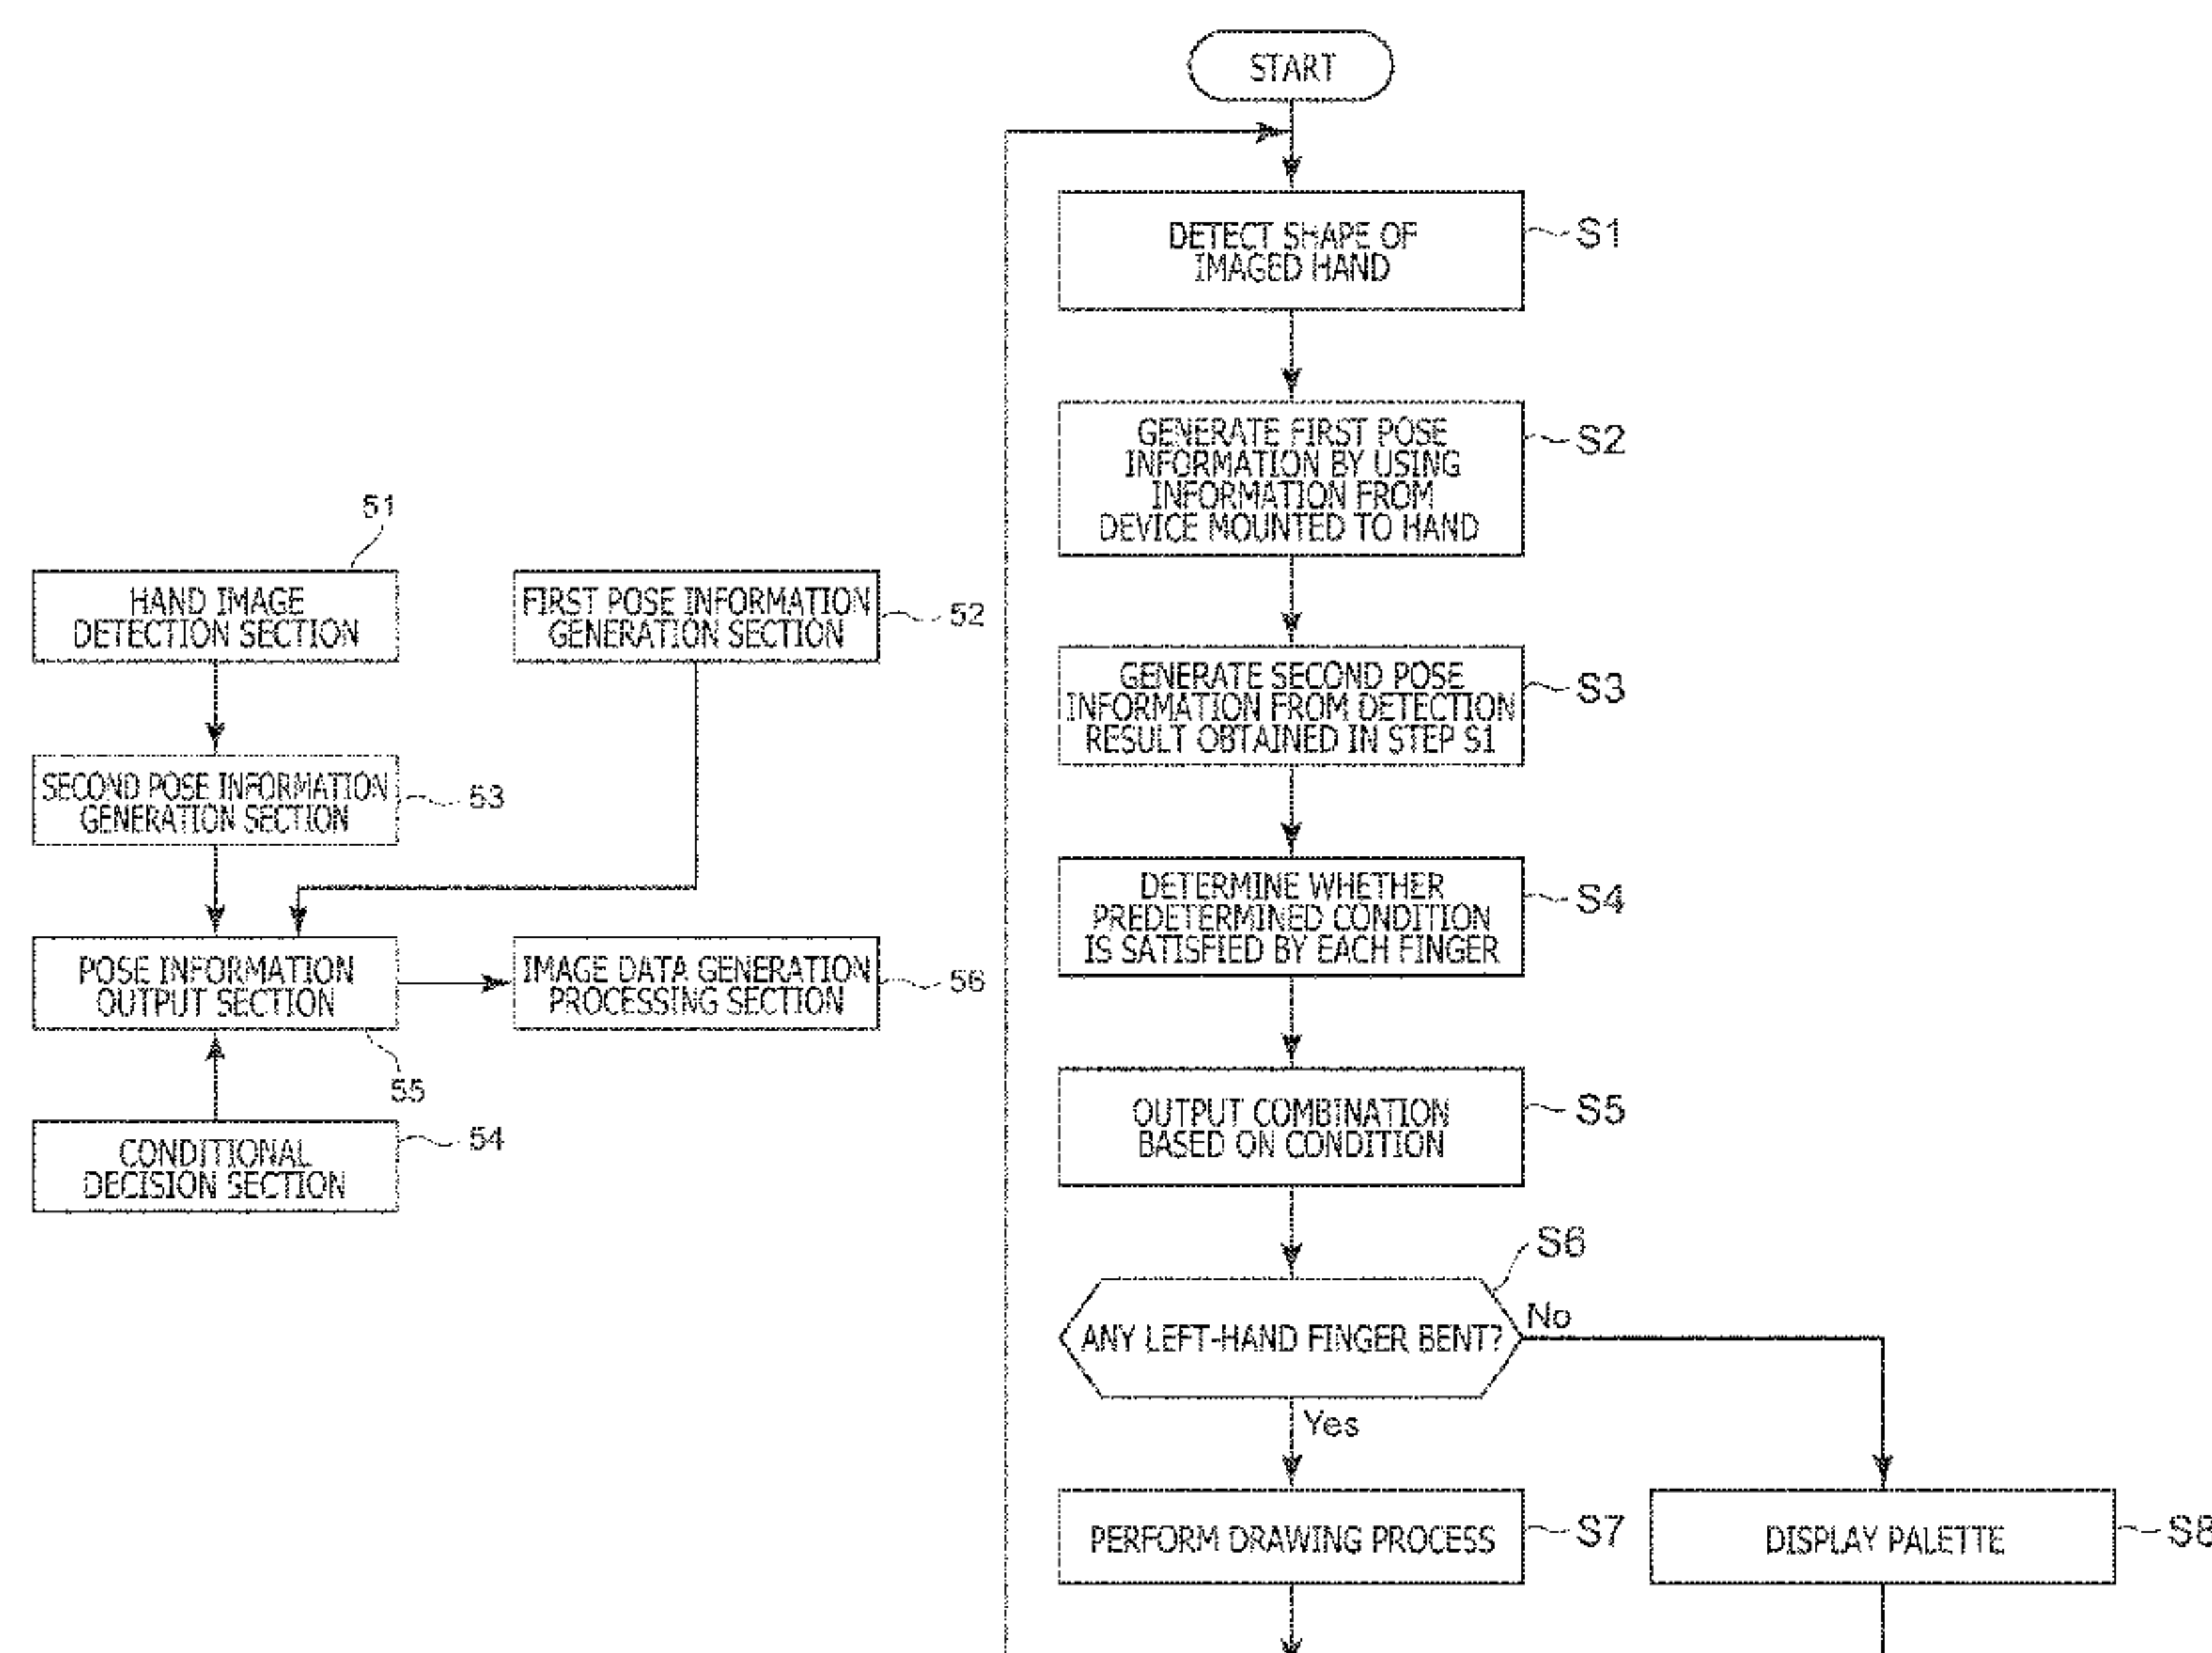 51
HAND IMAGE
DETECTION SECTION
FIRST POSE INFORMATION
GENERATION SECTION
52
SECOND POSE INFORMATION
GENERATION SECTION
53
POSE INFORMATION
OUTPUT SECTION
55
IMAGE DATA GENERATION
PROCESSING SECTION
56
CONDITIONAL
DECISION SECTION
54
START
DETECT SHAPE OF
IMAGED HAND
S1
GENERATE FIRST POSE
INFORMATION BY USING
INFORMATION FROM
DEVICE MOUNTED TO HAND
S2
GENERATE SECOND POSE
INFORMATION FROM DETECTION
RESULT OBTAINED IN STEP S1
S3
DETERMINE WHETHER
PREDETERMINED CONDITION
IS SATISFIED BY EACH FINGER
S4
OUTPUT COMBINATION
BASED ON CONDITION
S5
S6
ANY LEFT-HAND FINGER BENT?
No
Yes
PERFORM DRAWING PROCESS
S7
DISPLAY PALETTE
S8